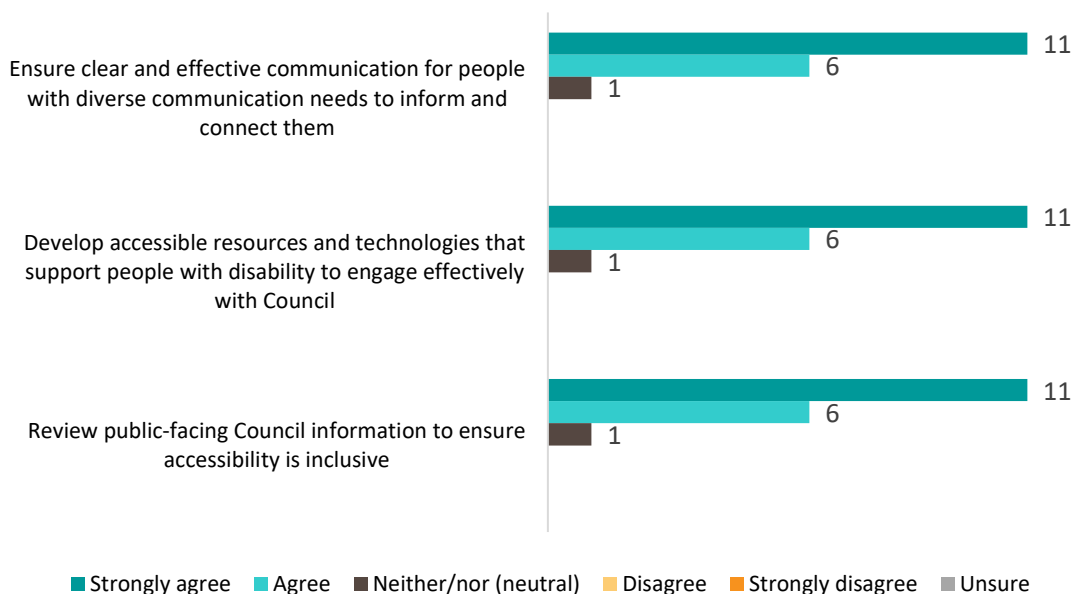 Ensure clear and effective communication for people
with diverse communication needs to inform and
connect them
11
6
1
Develop accessible resources and technologies that
support people with disability to engage effectively
with Council
11
6
1
Review public-facing Council information to ensure
accessibility is inclusive
11
6
1
Strongly agree Agree Neither/nor (neutral) Disagree Strongly disagree Unsure